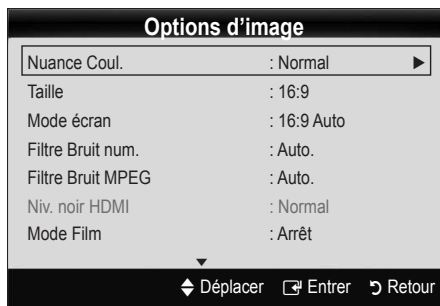 Options d’image
Nuance Coul. : Normal
Taille : 16:9
Mode écran : 16:9 Auto
Filtre Bruit num. : Auto.
Filtre Bruit MPEG : Auto.
Niv. noir HDMI : Normal
Mode Film : Arrêt
Déplacer Entrer Retour